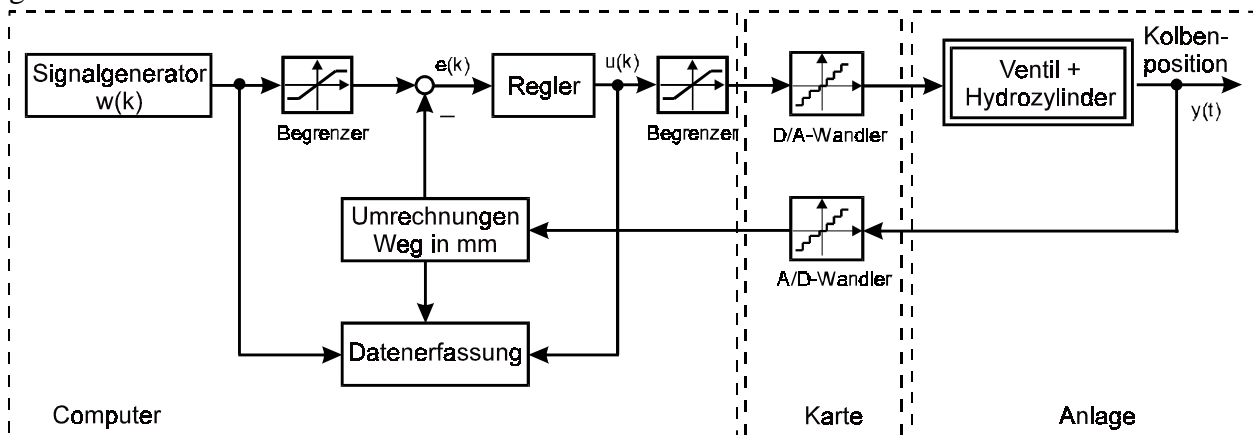 Signalgenerator
w(k)
Begrenzer
e(k)
Regler
u(k)
Begrenzer
D/A-Wandler
Ventil +
Hydrozylinder
Kolben-
position
y(t)
–
Umrechnungen
Weg in mm
A/D-Wandler
Datenerfassung
Computer
Karte
Anlage